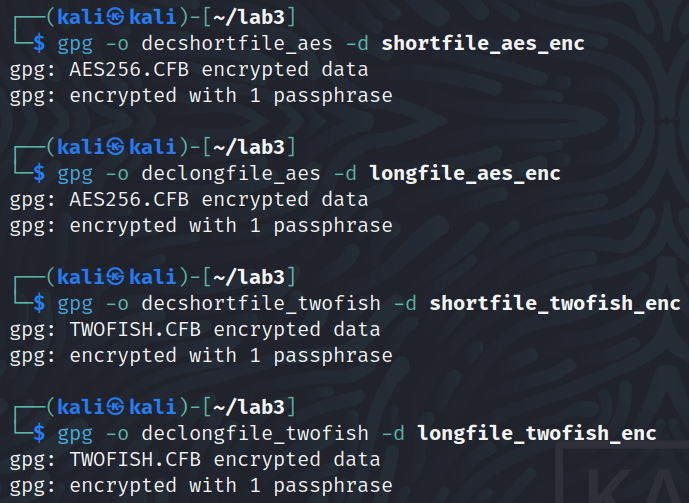 ┌──(kali㉿kali)-[~/lab3]
└─$ gpg -o decshortfile_aes -d shortfile_aes_enc
gpg: AES256.CFB encrypted data
gpg: encrypted with 1 passphrase
┌──(kali㉿kali)-[~/lab3]
└─$ gpg -o declongfile_aes -d longfile_aes_enc
gpg: AES256.CFB encrypted data
gpg: encrypted with 1 passphrase
┌──(kali㉿kali)-[~/lab3]
└─$ gpg -o decshortfile_twofish -d shortfile_twofish_enc
gpg: TWOFISH.CFB encrypted data
gpg: encrypted with 1 passphrase
┌──(kali㉿kali)-[~/lab3]
└─$ gpg -o declongfile_twofish -d longfile_twofish_enc
gpg: TWOFISH.CFB encrypted data
gpg: encrypted with 1 passphrase
KA